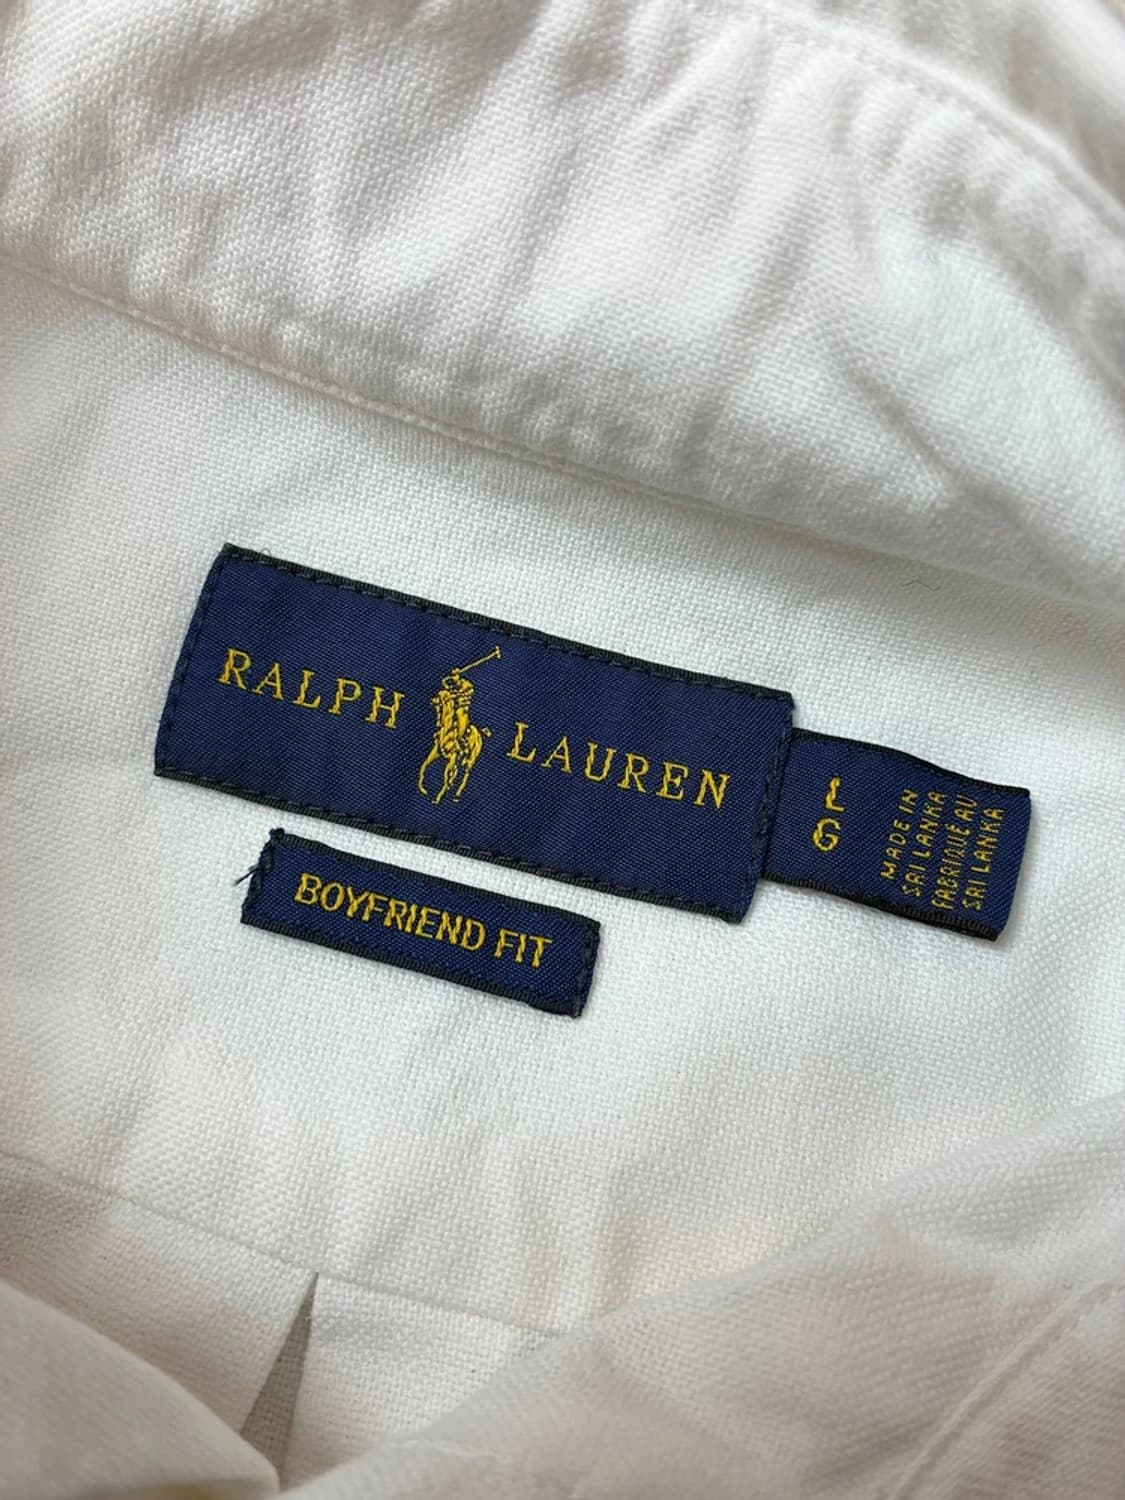 RALPH LAUREN
L
G
MADE IN
SRI LANKA
FABRIQUÉ AU
SRI LANKA
BOYFRIEND FIT